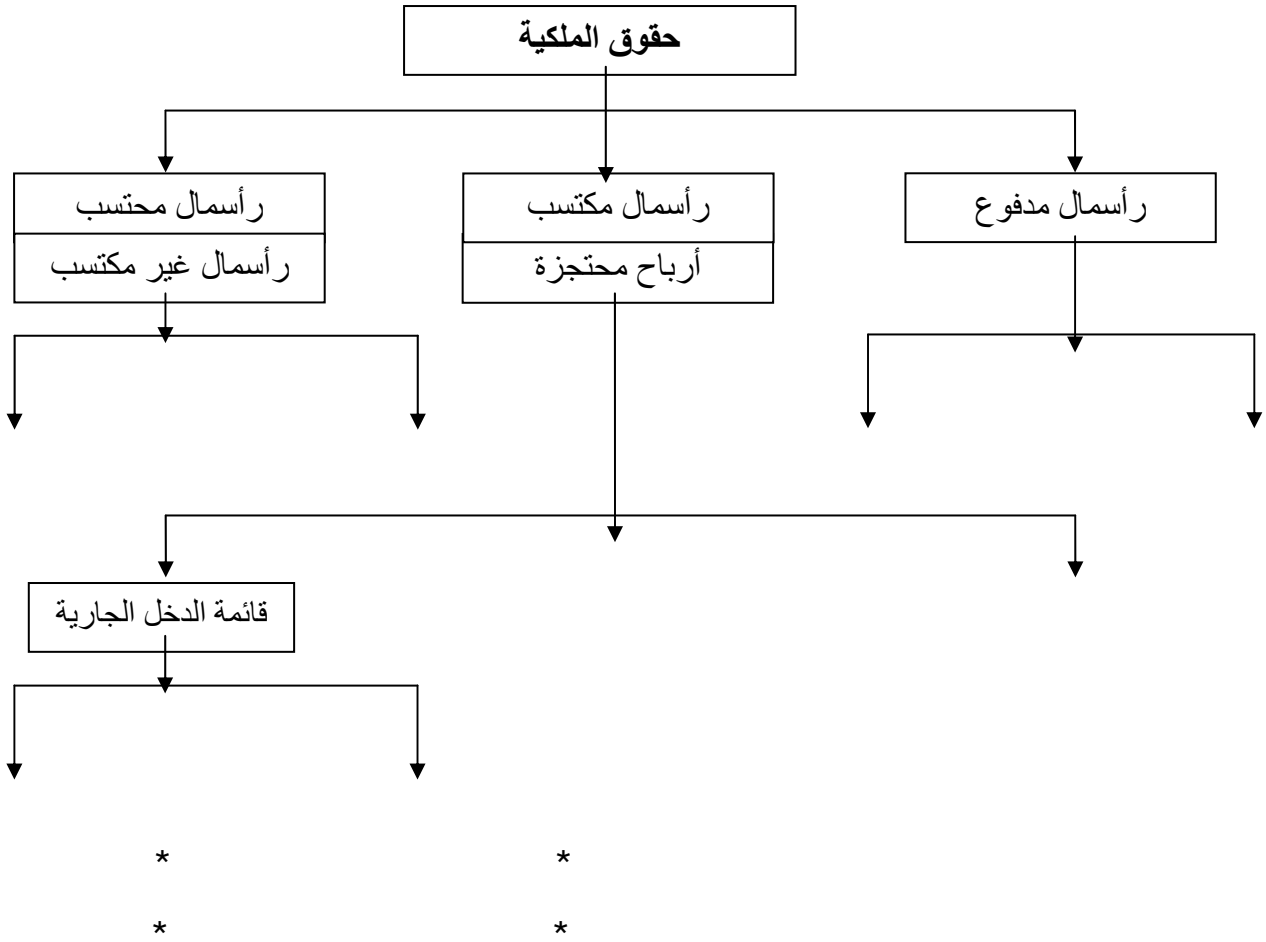 حقوق الملكية
رأسمال مدفوع
رأسمال مكتسب
أرباح محتجزة
رأسمال محتسب
رأسمال غير مكتسب
قائمة الدخل الجارية
* *
* *